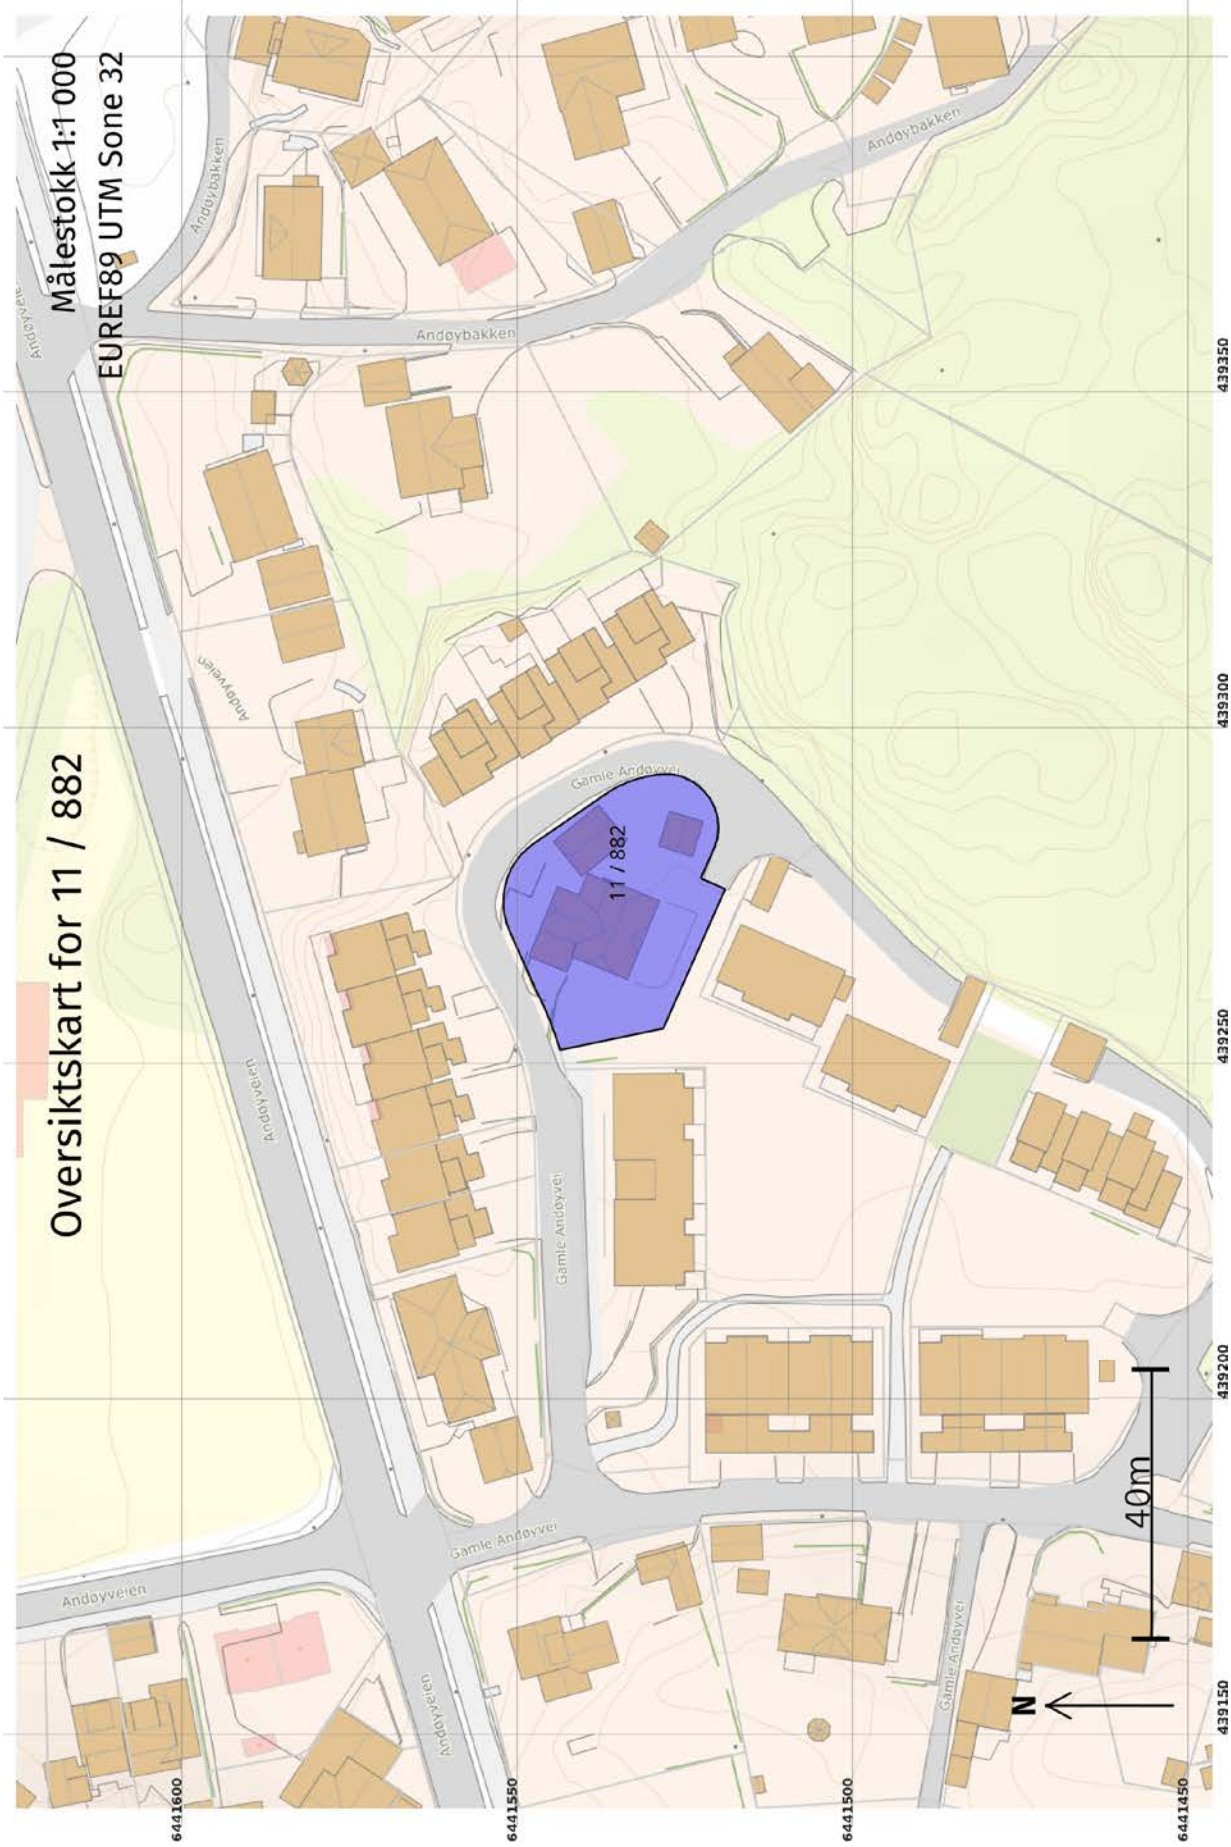 Oversiktskart for 11 / 882
Målestokk 1:1 000
EUREF89 UTM Sone 32
Andøyveien
Andøyveien
Andøyveien
Andøyveien
Andøybakken
Andøybakken
Andøybakken
Gamle Andøyvei
Gamle Andøyvei
Gamle Andøyvei
Gamle Andøyvei
11 / 882
40m
N
6441600
6441550
6441500
6441450
439150
439200
439250
439300
439350